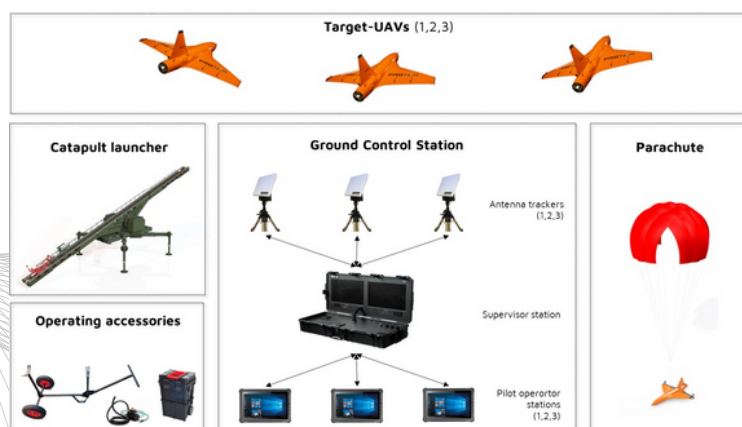 Target-UAVs (1,2,3)
Catapult launcher
Ground Control Station
Parachute
Antenna trackers
(1,2,3)
Supervisor station
Operating accessories
Pilot operortor
stations
(1,2,3)